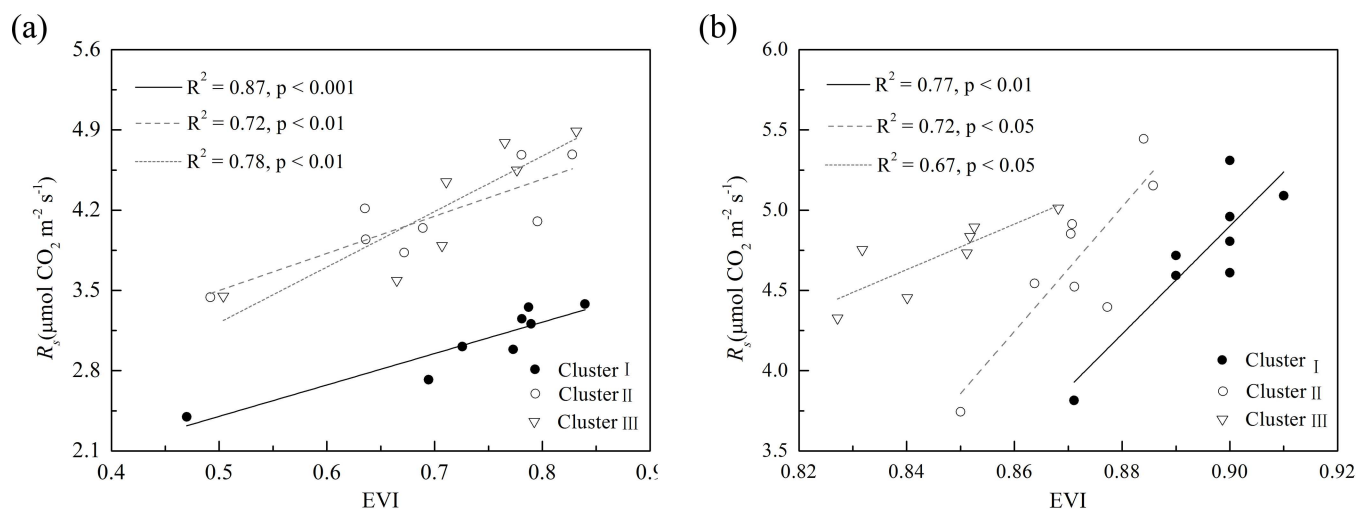 (a)
5.6
4.9
4.2
3.5
2.8
2.1
R² = 0.87, p < 0.001
R² = 0.72, p < 0.01
R² = 0.78, p < 0.01
Cluster Ⅰ
Cluster Ⅱ
Cluster Ⅲ
Rs(μmol CO₂ m⁻² s⁻¹)
0.4 0.5 0.6 0.7 0.8
EVI
(b)
6.0
5.5
5.0
4.5
4.0
3.5
R² = 0.77, p < 0.01
R² = 0.72, p < 0.05
R² = 0.67, p < 0.05
Cluster Ⅰ
Cluster Ⅱ
Cluster Ⅲ
Rs(μmol CO₂ m⁻² s⁻¹)
0.82 0.84 0.86 0.88 0.90 0.92
EVI